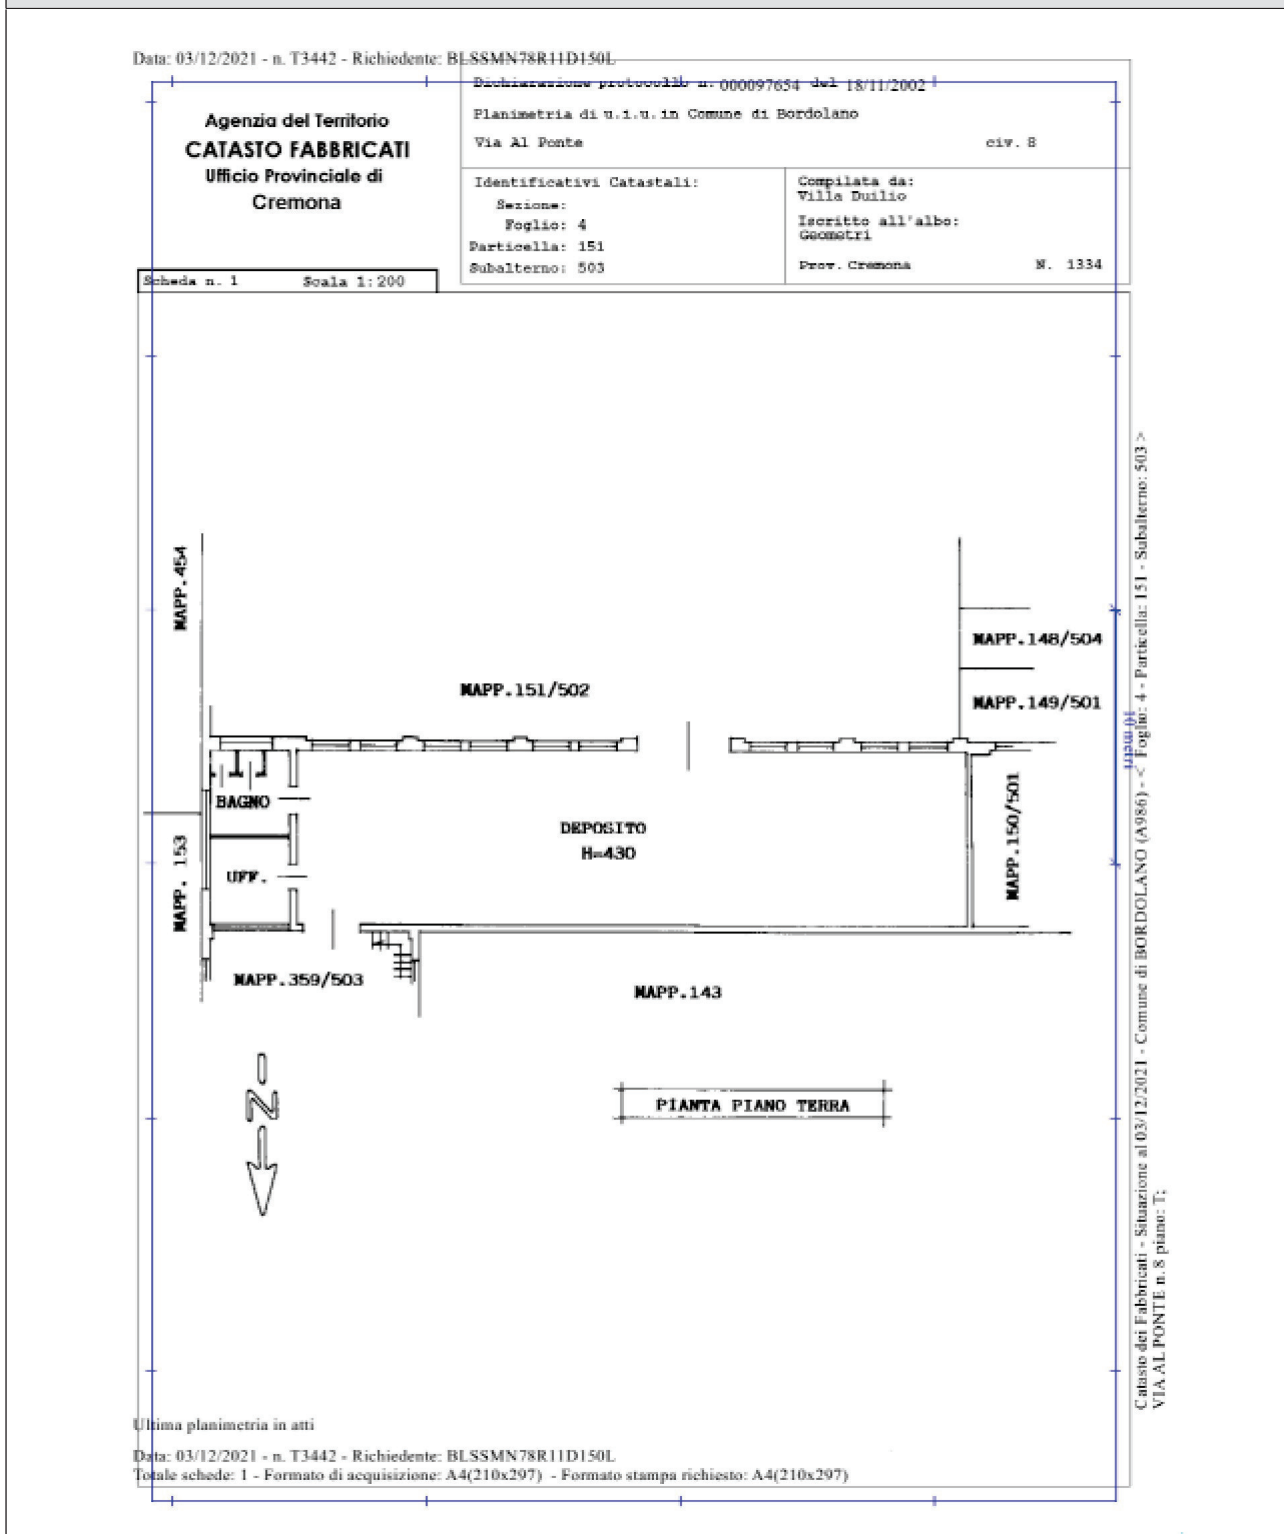 Data: 03/12/2021 - n. T3442 - Richiedente: BLSSMN78R11D150L
Dichiarazione protocollo n. 000097654 del 18/11/2002
Planimetria di u.i.u. in Comune di Bordolano
Via Al Ponte civ. 8
Agenzia del Territorio
CATASTO FABBRICATI
Ufficio Provinciale di
Cremona
Identificativi Catastali:
Sezione:
Foglio: 4
Particella: 151
Subalterno: 503
Compilata da:
Villa Duilio
Iscritto all'albo:
Geometri
Prov. Cremona N. 1334
Scheda n. 1 Scala 1:200
MAPP.454
MAPP.148/504
MAPP.151/502
MAPP.149/501
10 metri
BAGNO
DEPOSITO
H=430
MAPP.150/501
MAPP. 153
UFF.
MAPP.359/503
MAPP.143
N
PIANTA PIANO TERRA
Catasto dei Fabbricati - Situazione al 03/12/2021 - Comune di BORDOLANO (A986) - < Foglio: 4 - Particella: 151 - Subalterno: 503 >
VIA AL PONTE n. 8 piano: T;
Ultima planimetria in atti
Data: 03/12/2021 - n. T3442 - Richiedente: BLSSMN78R11D150L
Totale schede: 1 - Formato di acquisizione: A4(210x297) - Formato stampa richiesto: A4(210x297)